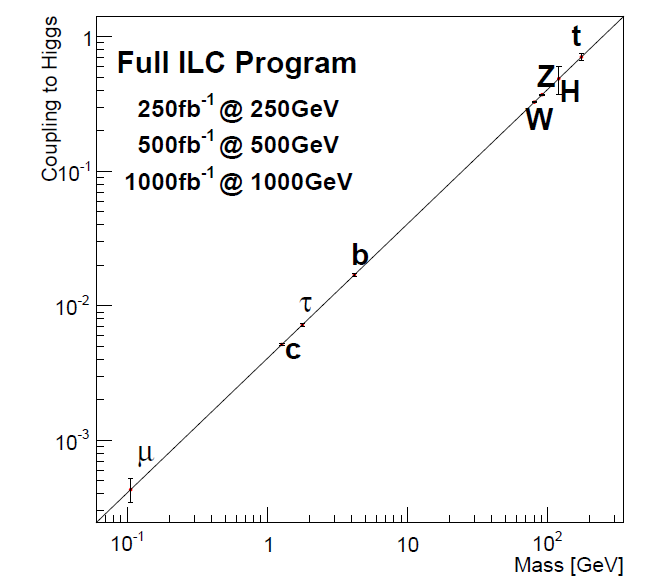 Coupling to Higgs
1
10⁻¹
10⁻²
10⁻³
Full ILC Program
250fb⁻¹ @ 250GeV
500fb⁻¹ @ 500GeV
1000fb⁻¹ @ 1000GeV
t
Z
H
W
b
τ
c
μ
10⁻¹
1
10
10²
Mass [GeV]